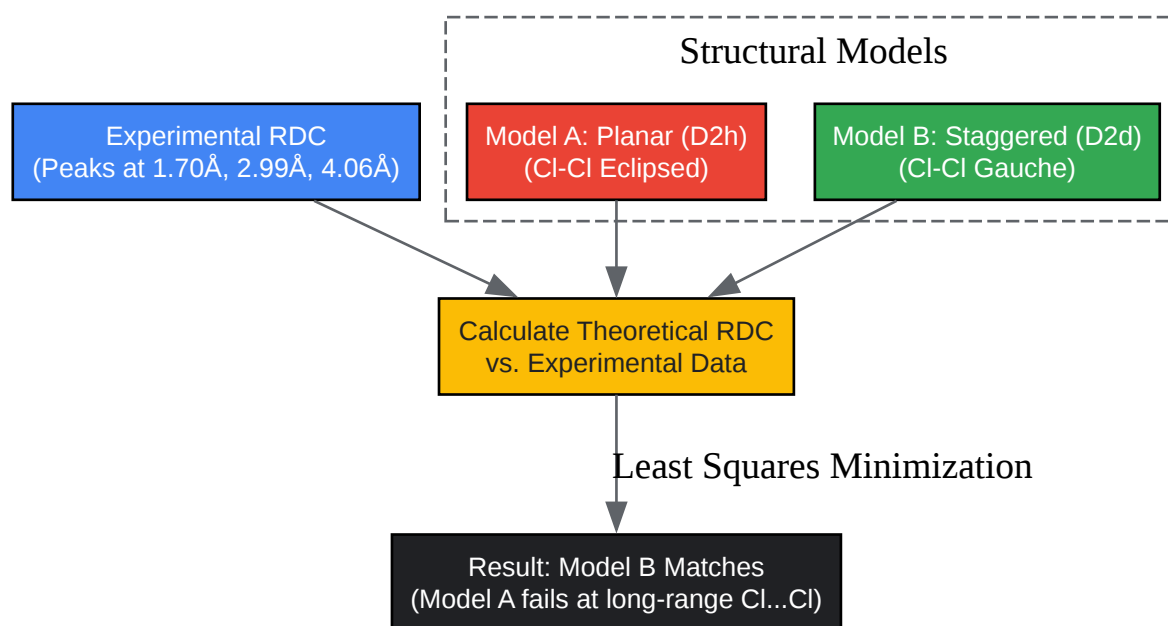 Structural Models
Experimental RDC
(Peaks at 1.70Å, 2.99Å, 4.06Å)
Model A: Planar (D2h)
(Cl-Cl Eclipsed)
Model B: Staggered (D2d)
(Cl-Cl Gauche)
Calculate Theoretical RDC
vs. Experimental Data
Least Squares Minimization
Result: Model B Matches
(Model A fails at long-range Cl...Cl)